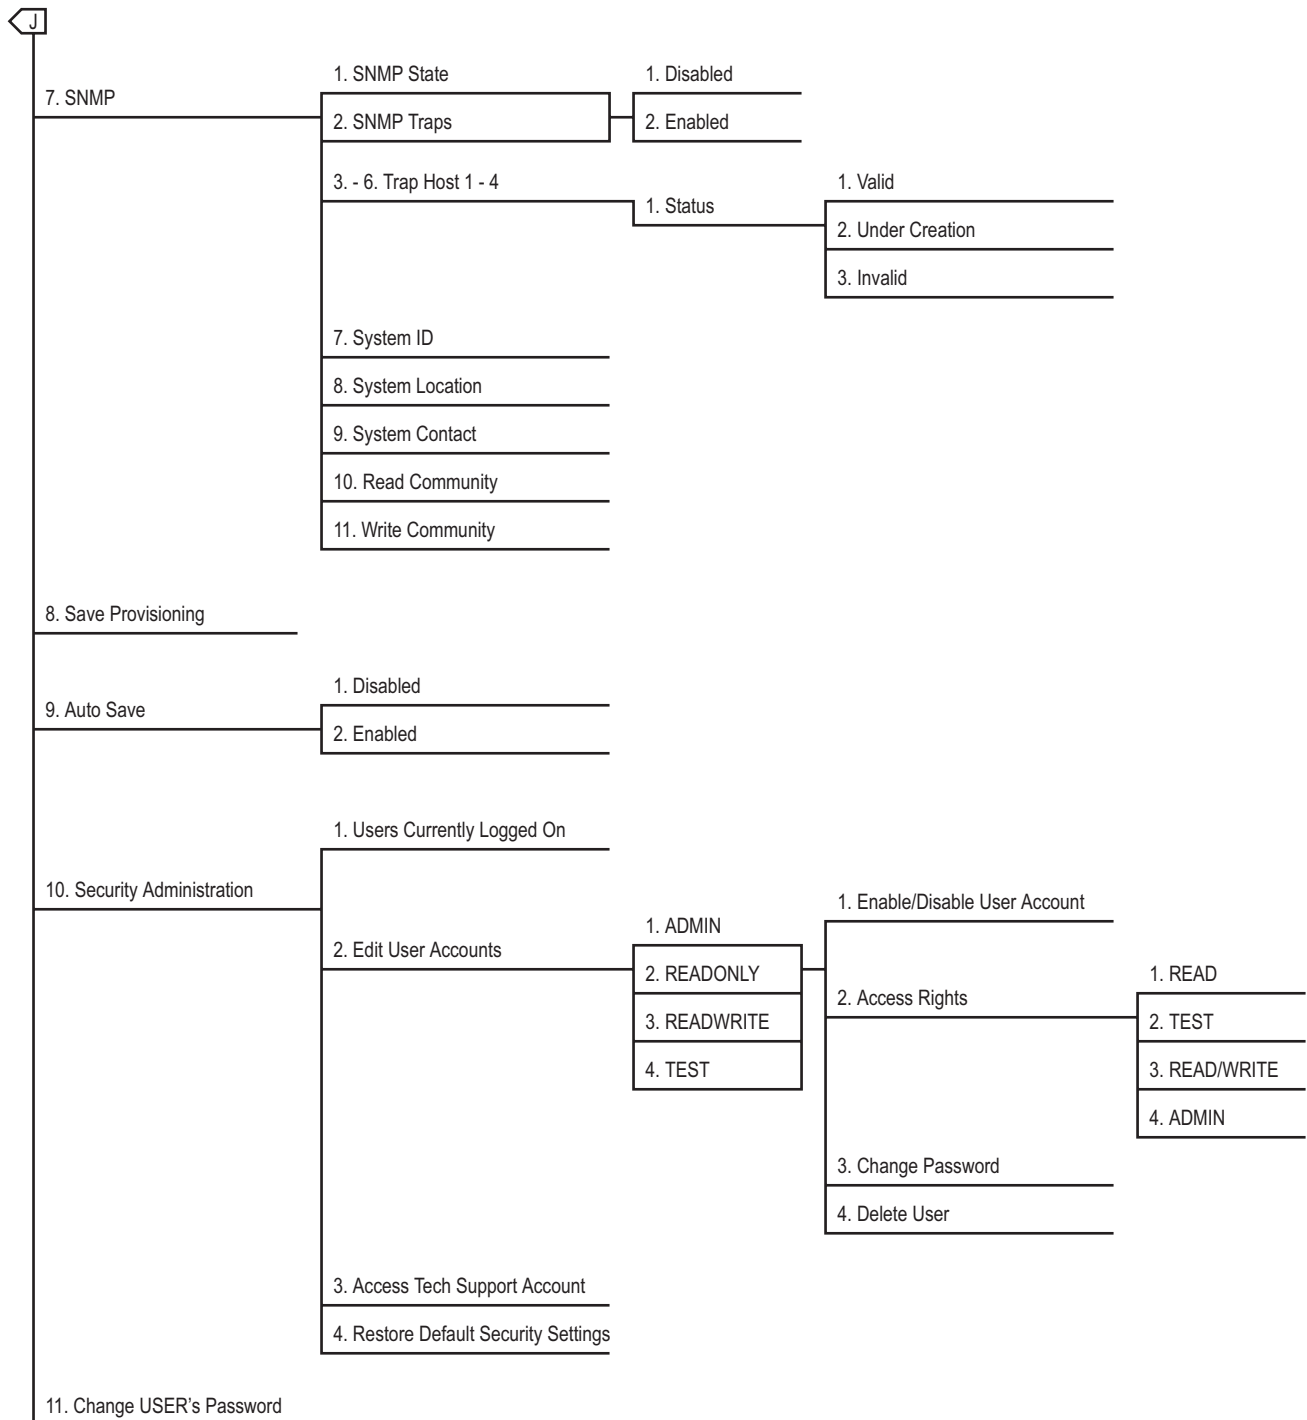 J
7. SNMP
1. SNMP State
2. SNMP Traps
1. Disabled
2. Enabled
3. - 6. Trap Host 1 - 4
1. Status
1. Valid
2. Under Creation
3. Invalid
7. System ID
8. System Location
9. System Contact
10. Read Community
11. Write Community
8. Save Provisioning
9. Auto Save
1. Disabled
2. Enabled
10. Security Administration
1. Users Currently Logged On
2. Edit User Accounts
1. ADMIN
2. READONLY
3. READWRITE
4. TEST
1. Enable/Disable User Account
2. Access Rights
1. READ
2. TEST
3. READ/WRITE
4. ADMIN
3. Change Password
4. Delete User
3. Access Tech Support Account
4. Restore Default Security Settings
11. Change USER's Password